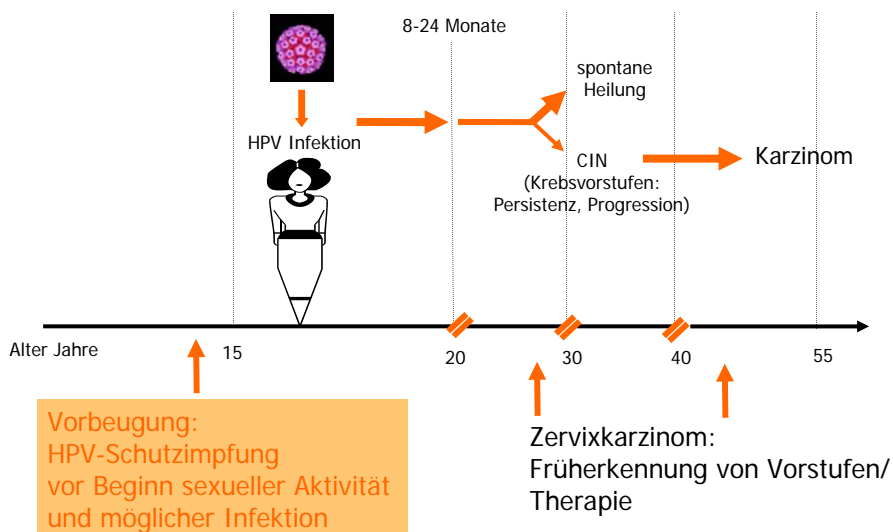 8-24 Monate
spontane
Heilung
HPV Infektion
CIN
(Krebsvorstufen:
Persistenz, Progression)
Karzinom
Alter Jahre
15
20
30
40
55
Vorbeugung:
HPV-Schutzimpfung
vor Beginn sexueller Aktivität
und möglicher Infektion
Zervixkarzinom:
Früherkennung von Vorstufen/
Therapie